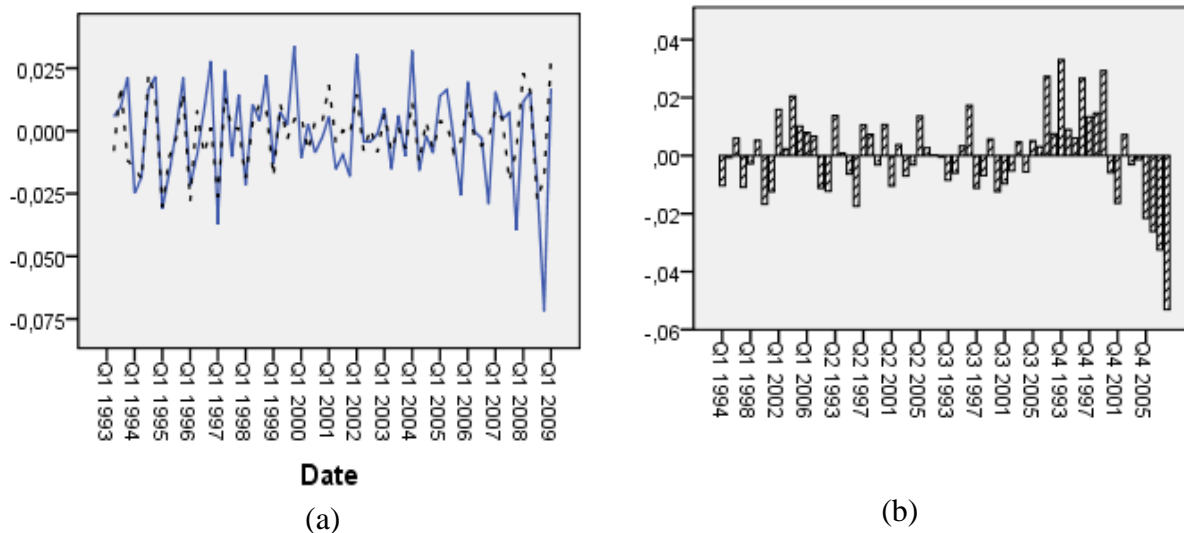 0,025
0,000
-0,025
-0,050
-0,075
Q1 1993
Q1 1994
Q1 1995
Q1 1996
Q1 1997
Q1 1998
Q1 1999
Q1 2000
Q1 2001
Q1 2002
Q1 2003
Q1 2004
Q1 2005
Q1 2006
Q1 2007
Q1 2008
Q1 2009
Date
(a)
,04
,02
,00
-,02
-,04
-,06
Q1 1994
Q1 1998
Q1 2002
Q1 2006
Q2 1993
Q2 1997
Q2 2001
Q2 2005
Q3 1993
Q3 1997
Q3 2001
Q3 2005
Q4 1993
Q4 1997
Q4 2001
Q4 2005
(b)